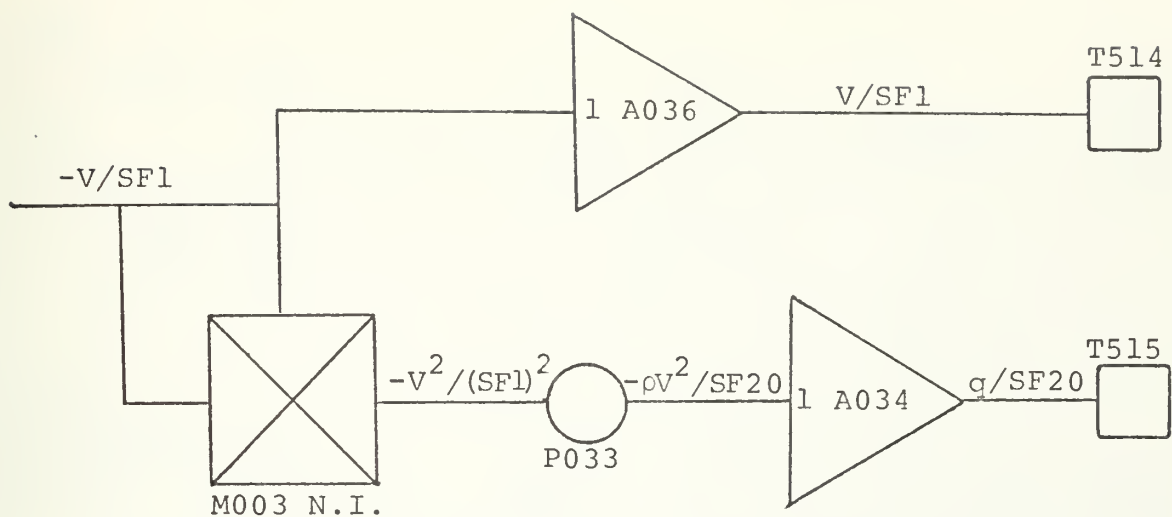 T514
1 A036
V/SF1
-V/SF1
T515
-V²/(SF1)²
-ρV²/SF20
1 A034
q/SF20
P033
M003 N.I.